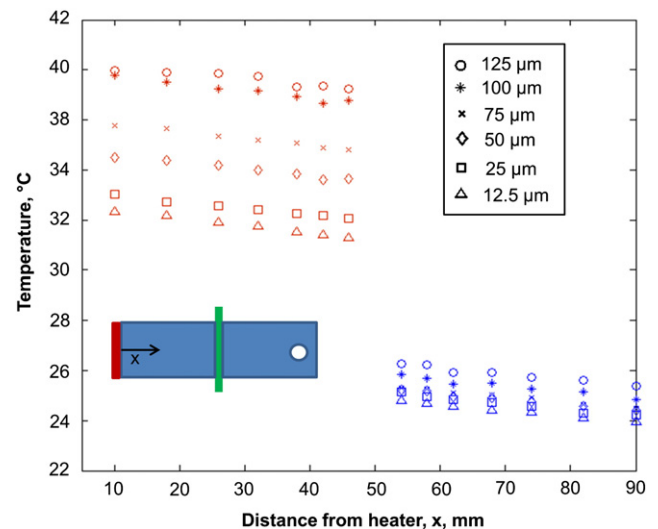 42
40
38
36
34
32
30
28
26
24
22
Temperature, °C
125 µm
100 µm
75 µm
50 µm
25 µm
12.5 µm
x
10 20 30 40 50 60 70 80 90
Distance from heater, x, mm